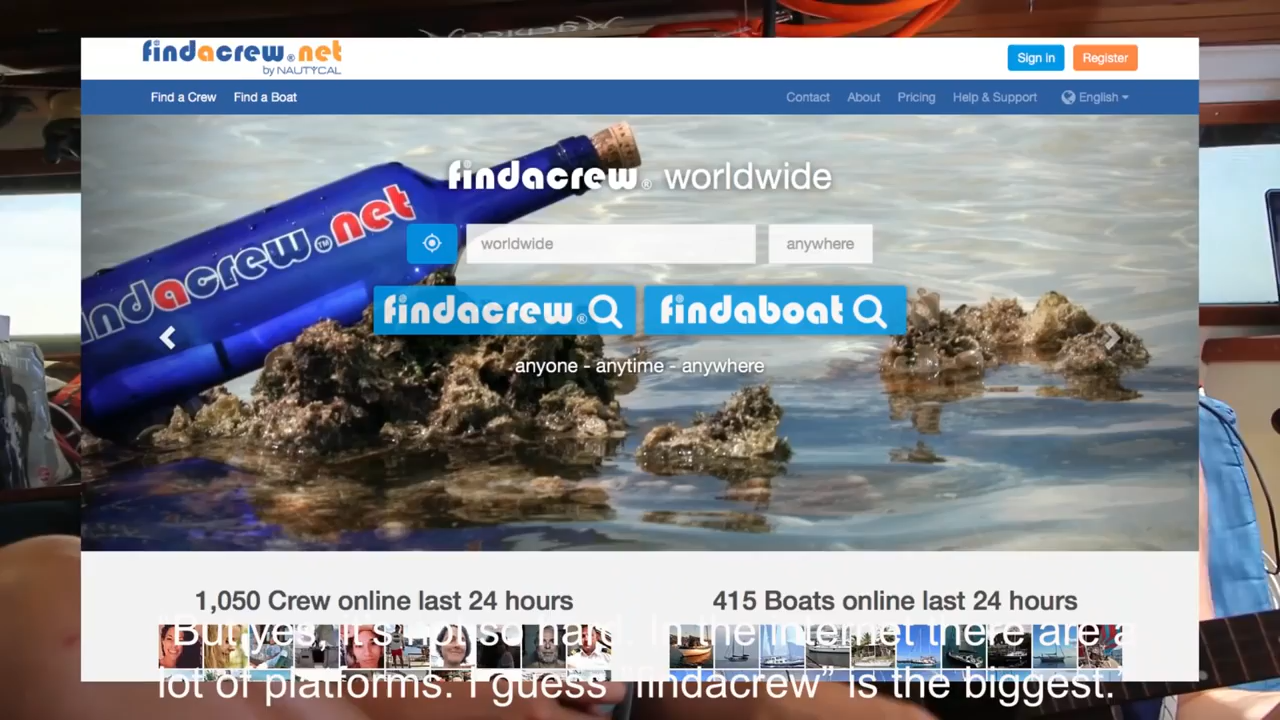 findacrew®.net
by NAUTYCAL
Sign In
Register
Find a Crew
Find a Boat
Contact
About
Pricing
Help & Support
English
findacrew.™net
findacrew® worldwide
worldwide
anywhere
findacrew®
findaboat
anyone - anytime - anywhere
1,050 Crew online last 24 hours
415 Boats online last 24 hours
"But yes, it's not so hard. In the internet there are a
lot of platforms. I guess "findacrew" is the biggest."